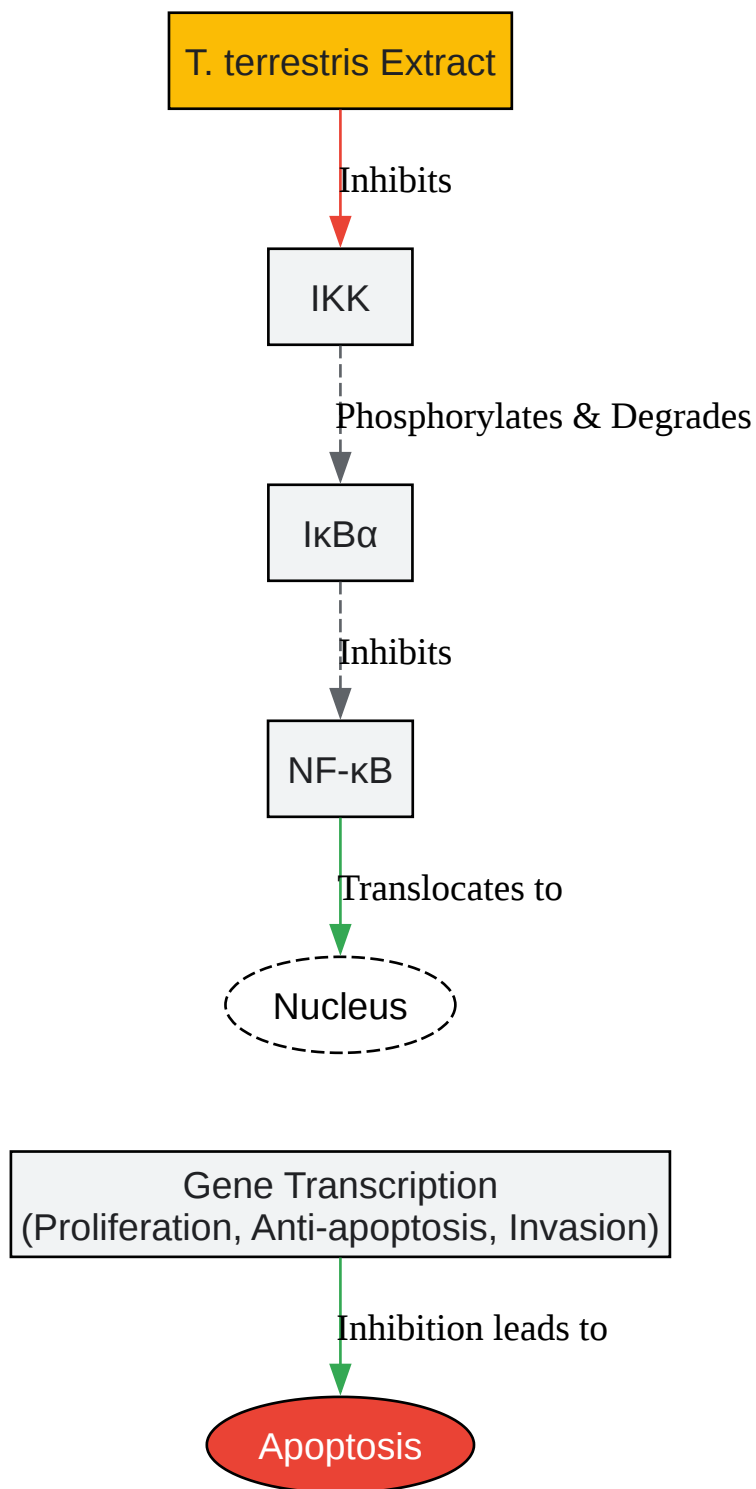 T. terrestris Extract
Inhibits
IKK
Phosphorylates & Degrades
IκBα
Inhibits
NF-κB
Translocates to
Nucleus
Gene Transcription
(Proliferation, Anti-apoptosis, Invasion)
Inhibition leads to
Apoptosis